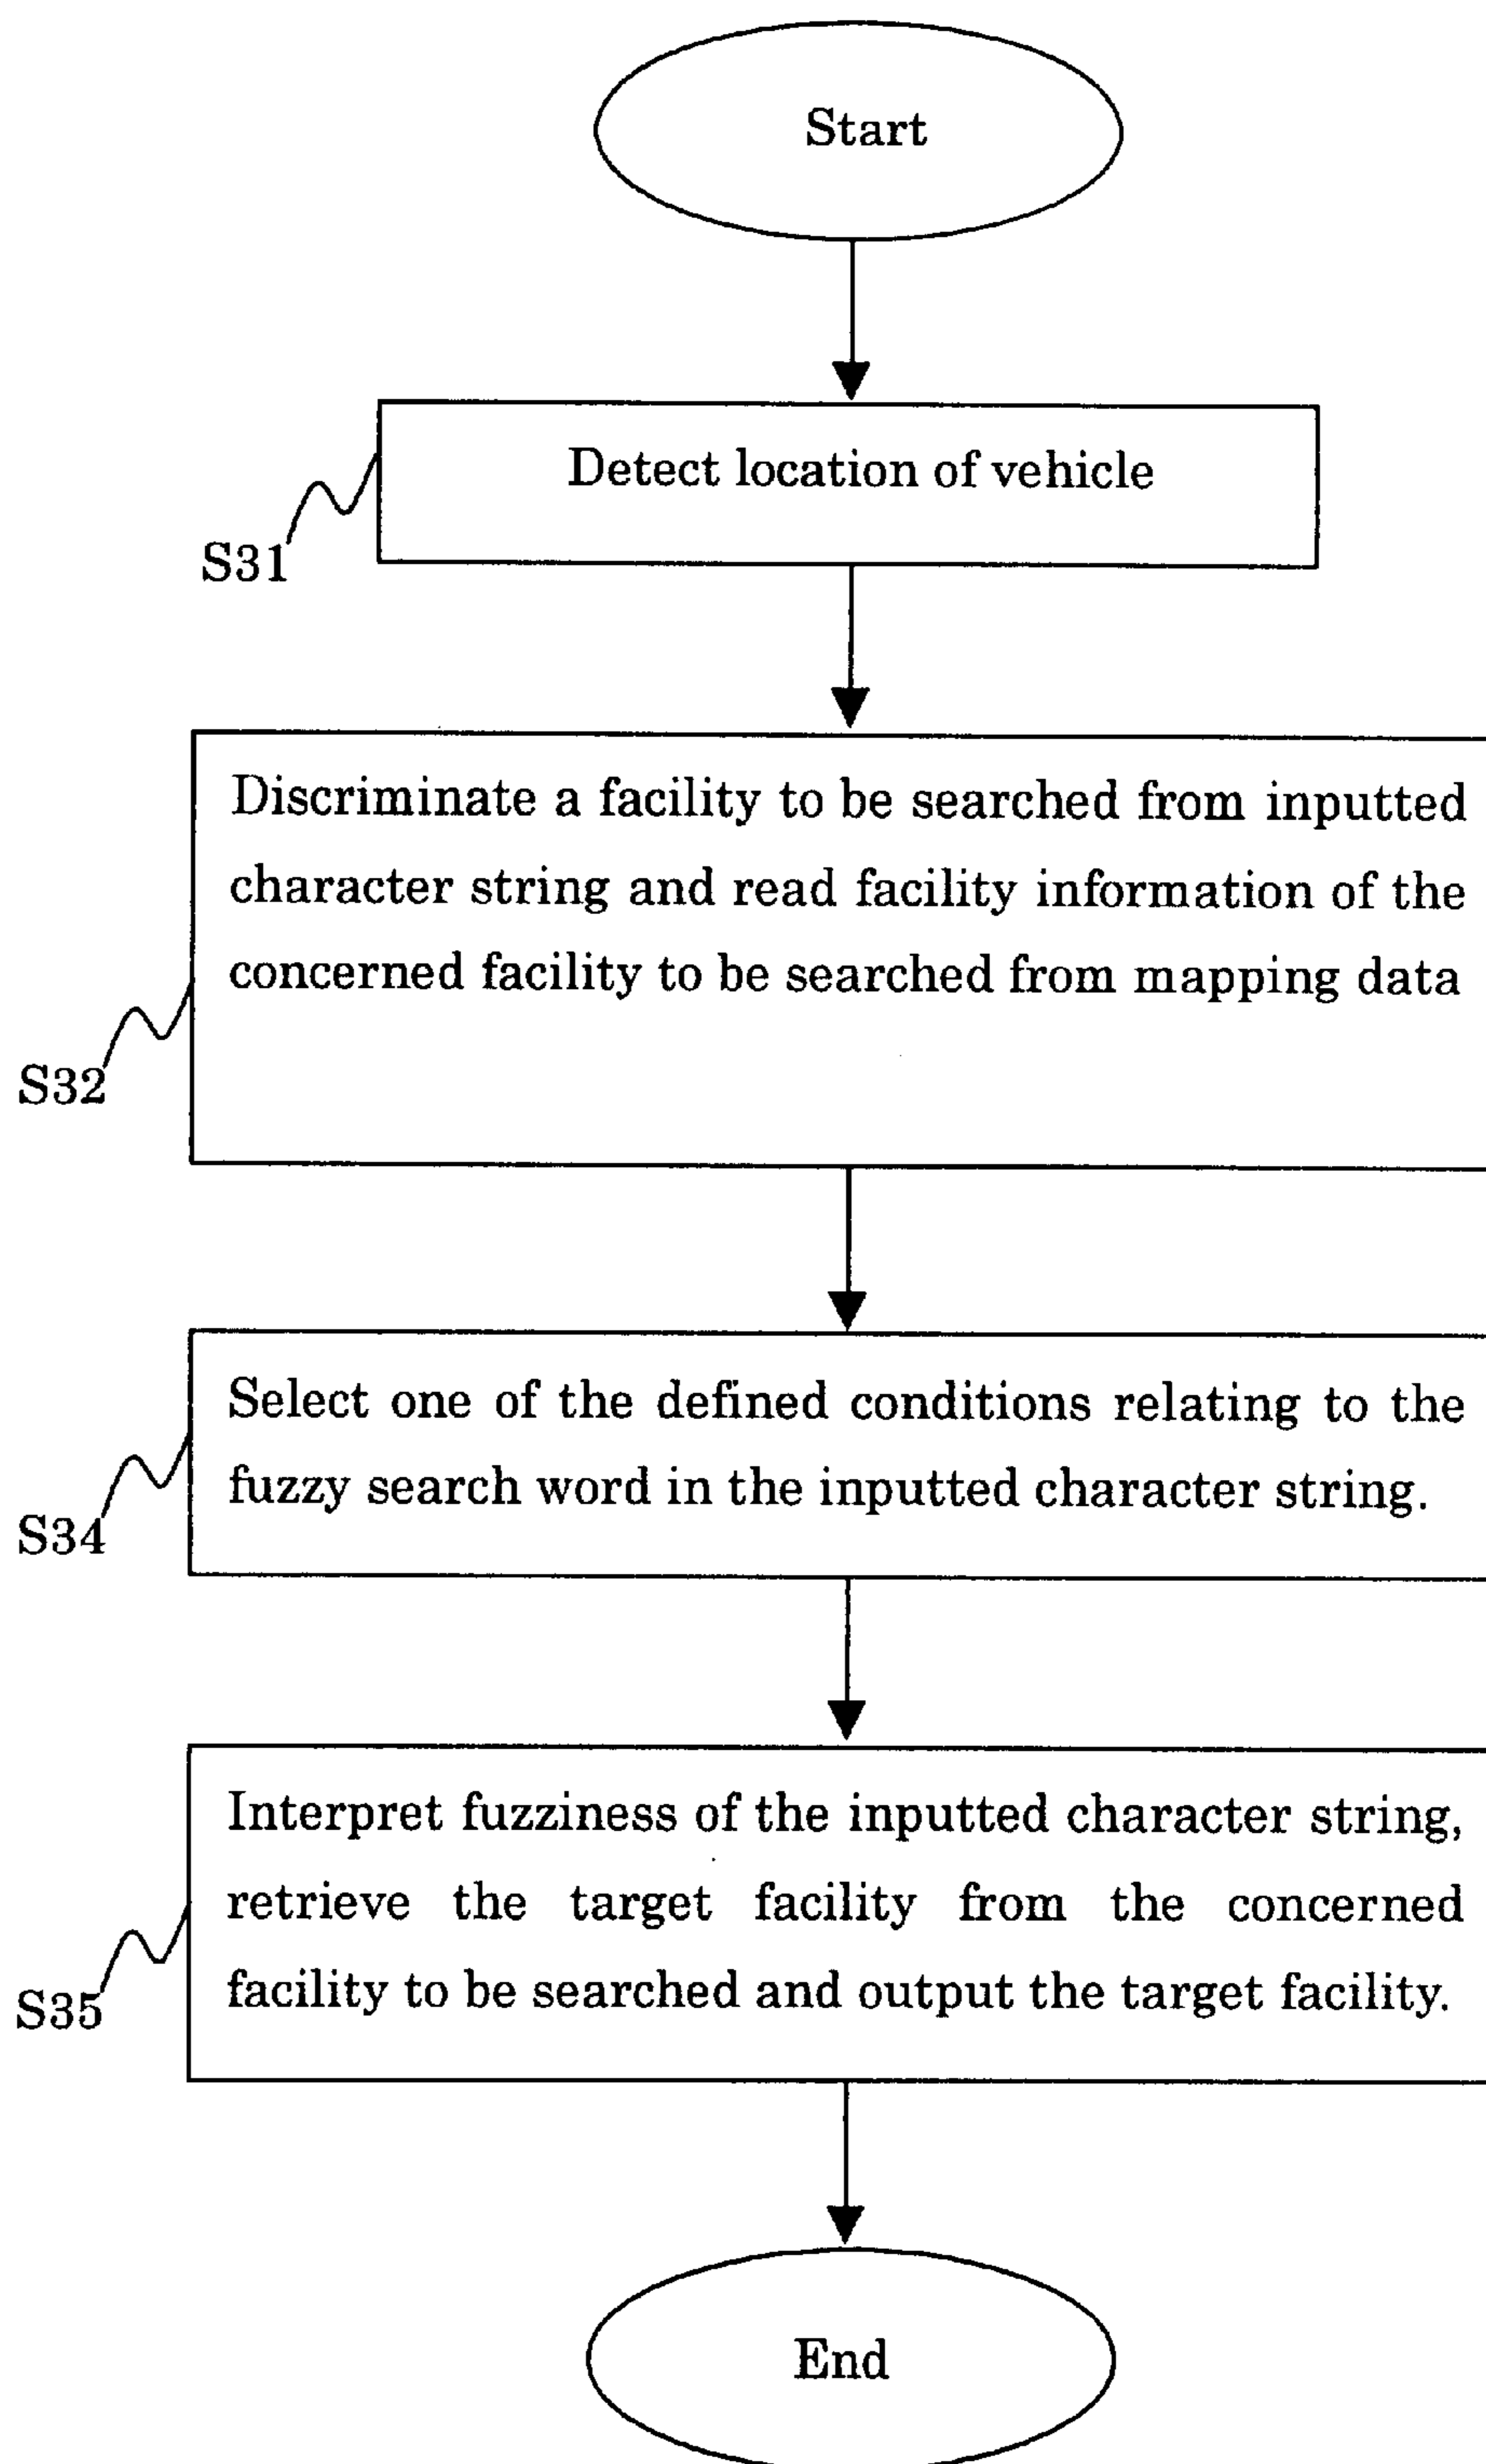 Start
Detect location of vehicle
S31
Discriminate a facility to be searched from inputted
character string and read facility information of the
concerned facility to be searched from mapping data
S32
Select one of the defined conditions relating to the
fuzzy search word in the inputted character string.
S34
Interpret fuzziness of the inputted character string,
retrieve the target facility from the concerned
facility to be searched and output the target facility.
S35
End